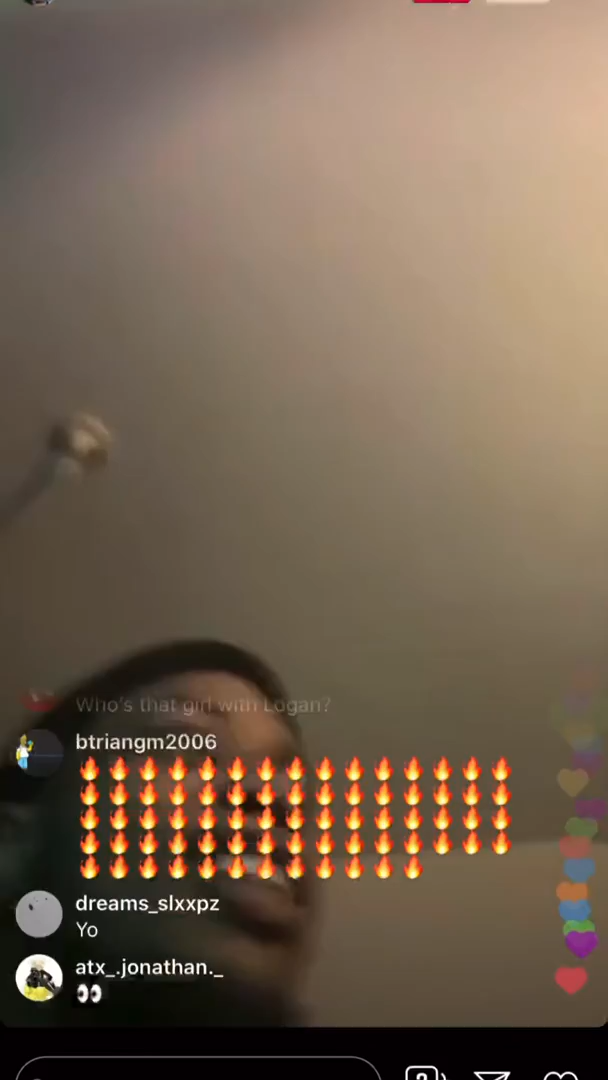 Who's that girl with Logan?
btriangm2006
🔥🔥🔥🔥🔥🔥🔥🔥🔥🔥🔥🔥🔥🔥🔥
🔥🔥🔥🔥🔥🔥🔥🔥🔥🔥🔥🔥🔥🔥🔥
🔥🔥🔥🔥🔥🔥🔥🔥🔥🔥🔥🔥🔥🔥🔥
🔥🔥🔥🔥🔥🔥🔥🔥🔥🔥🔥🔥🔥🔥🔥
🔥🔥🔥🔥🔥🔥🔥🔥🔥🔥🔥🔥
dreams_slxxpz
Yo
atx_.jonathan._
👀